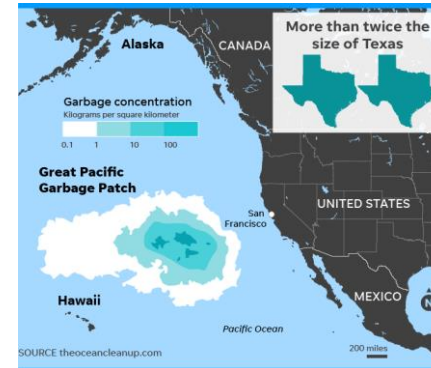 More than twice the
size of Texas
Alaska
CANADA
Garbage concentration
Kilograms per square kilometer
0.1 1 10 100
Great Pacific
Garbage Patch
San
Francisco
UNITED STATES
Hawaii
MEXICO
N
Pacific Ocean
SOURCE theoceancleanup.com
200 miles